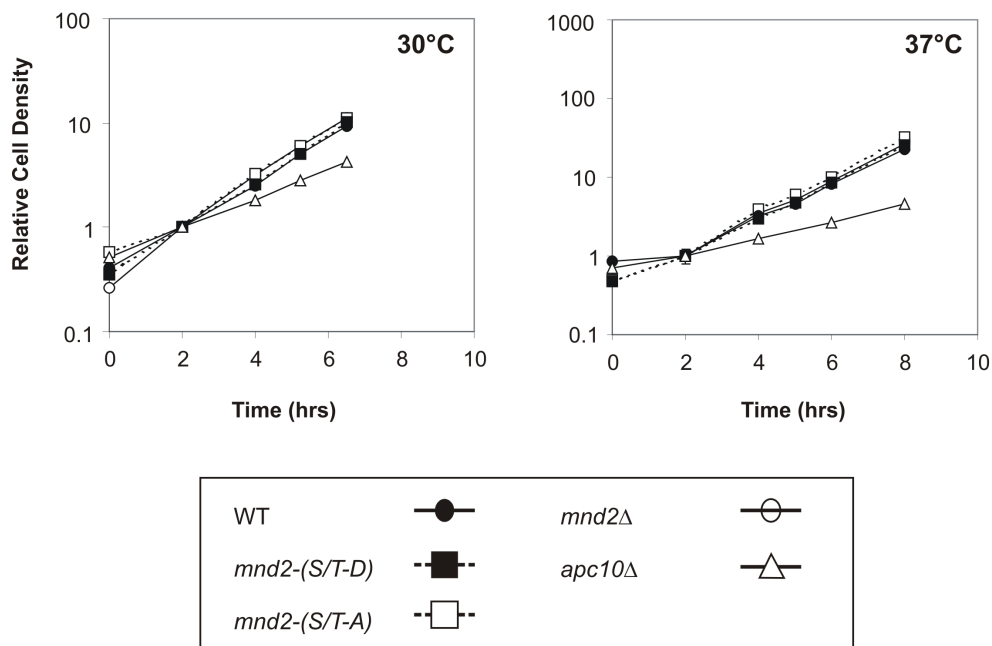 Relative Cell Density
30°C
100
10
1
0.1
0 2 4 6 8 10
Time (hrs)
37°C
1000
100
10
1
0.1
0 2 4 6 8 10
Time (hrs)
WT
mnd2-(S/T-D)
mnd2-(S/T-A)
mnd2Δ
apc10Δ